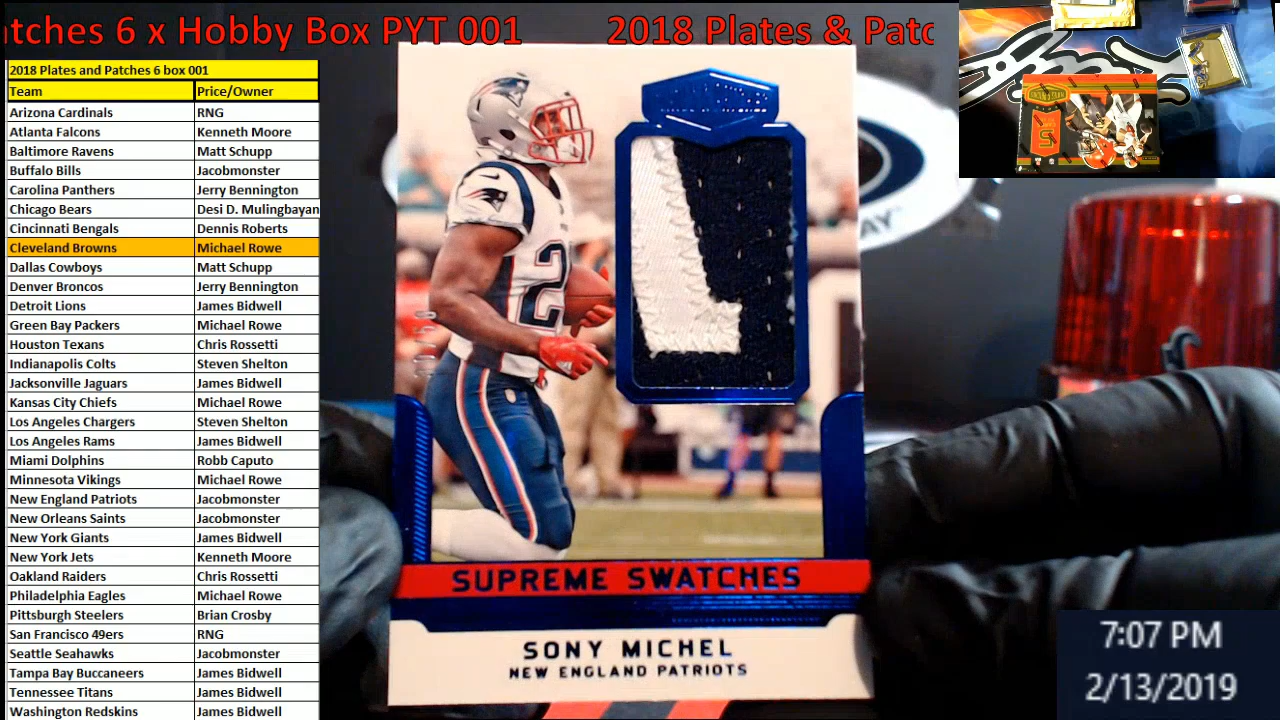 atches 6 x Hobby Box PYT 001 2018 Plates & Patc
2018 Plates and Patches 6 box 001
Team Price/Owner
Arizona Cardinals RNG
Atlanta Falcons Kenneth Moore
Baltimore Ravens Matt Schupp
Buffalo Bills Jacobmonster
Carolina Panthers Jerry Bennington
Chicago Bears Desi D. Mulingbayan
Cincinnati Bengals Dennis Roberts
Cleveland Browns Michael Rowe
Dallas Cowboys Matt Schupp
Denver Broncos Jerry Bennington
Detroit Lions James Bidwell
Green Bay Packers Michael Rowe
Houston Texans Chris Rossetti
Indianapolis Colts Steven Shelton
Jacksonville Jaguars James Bidwell
Kansas City Chiefs Michael Rowe
Los Angeles Chargers Steven Shelton
Los Angeles Rams James Bidwell
Miami Dolphins Robb Caputo
Minnesota Vikings Michael Rowe
New England Patriots Jacobmonster
New Orleans Saints Jacobmonster
New York Giants James Bidwell
New York Jets Kenneth Moore
Oakland Raiders Chris Rossetti
Philadelphia Eagles Michael Rowe
Pittsburgh Steelers Brian Crosby
San Francisco 49ers RNG
Seattle Seahawks Jacobmonster
Tampa Bay Buccaneers James Bidwell
Tennessee Titans James Bidwell
Washington Redskins James Bidwell
2
SUPREME SWATCHES
SONY MICHEL
NEW ENGLAND PATRIOTS
7:07 PM
2/13/2019